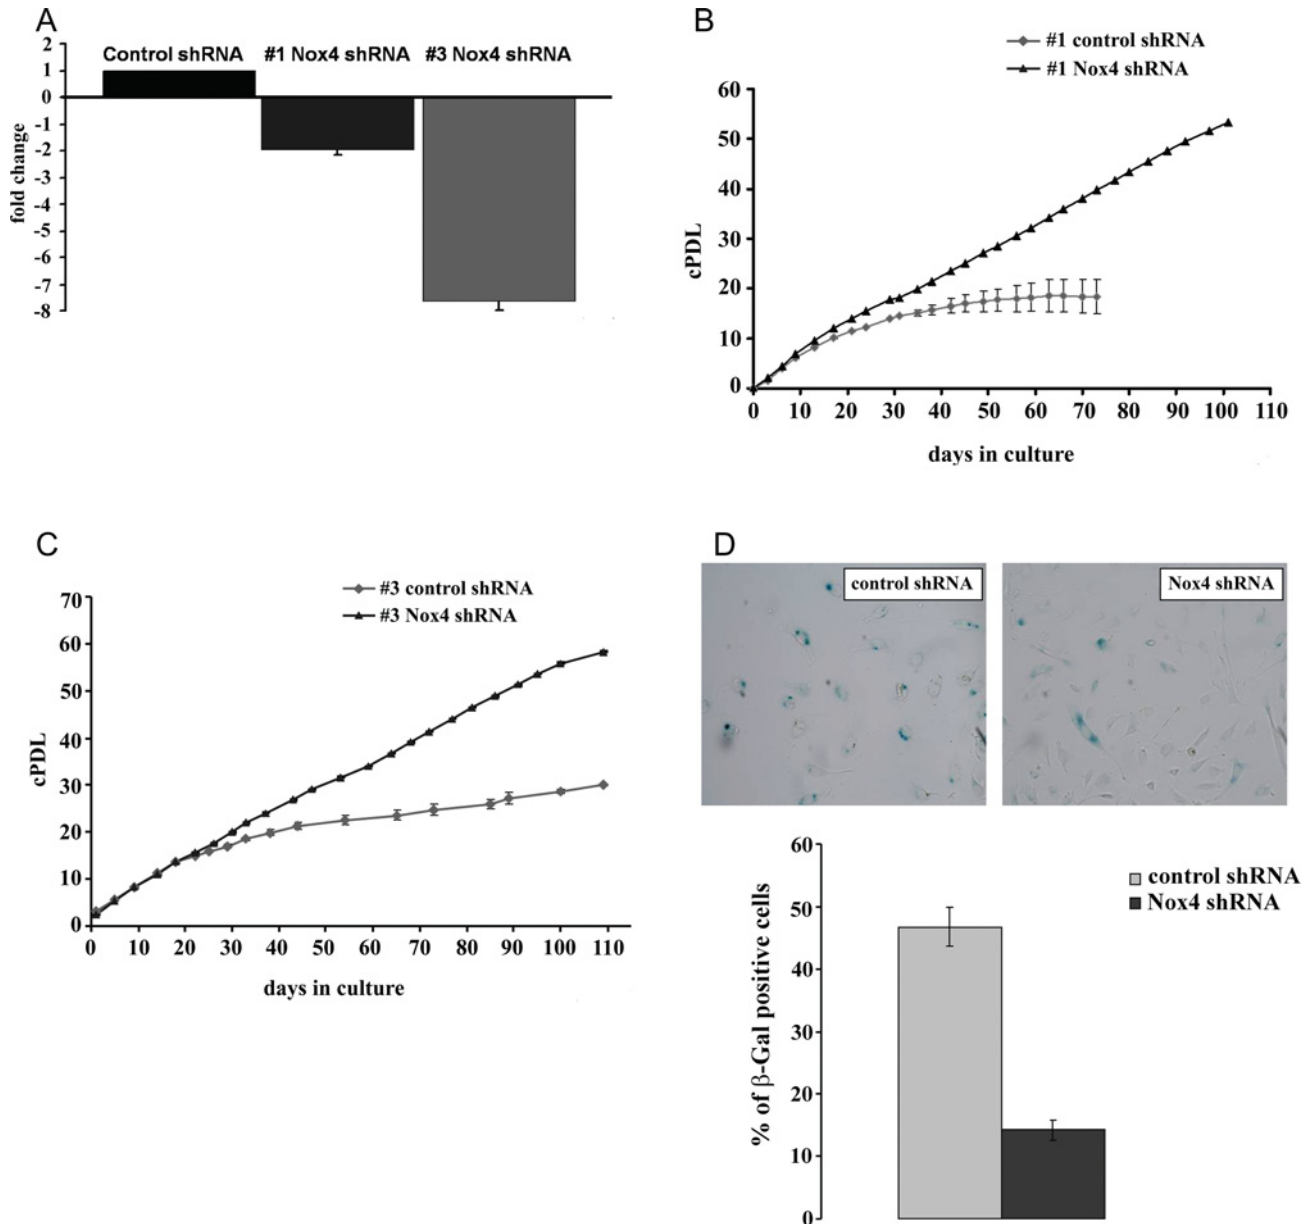 A
2
1
0
-1
-2
-3
-4
-5
-6
-7
-8
fold change
Control shRNA
#1 Nox4 shRNA
#3 Nox4 shRNA
B
#1 control shRNA
#1 Nox4 shRNA
60
50
40
30
20
10
0
cPDL
0 10 20 30 40 50 60 70 80 90 100 110
days in culture
C
#3 control shRNA
#3 Nox4 shRNA
70
60
50
40
30
20
10
0
cPDL
0 10 20 30 40 50 60 70 80 90 100 110
days in culture
D
control shRNA
Nox4 shRNA
60
50
40
30
20
10
0
% of β-Gal positive cells
control shRNA
Nox4 shRNA